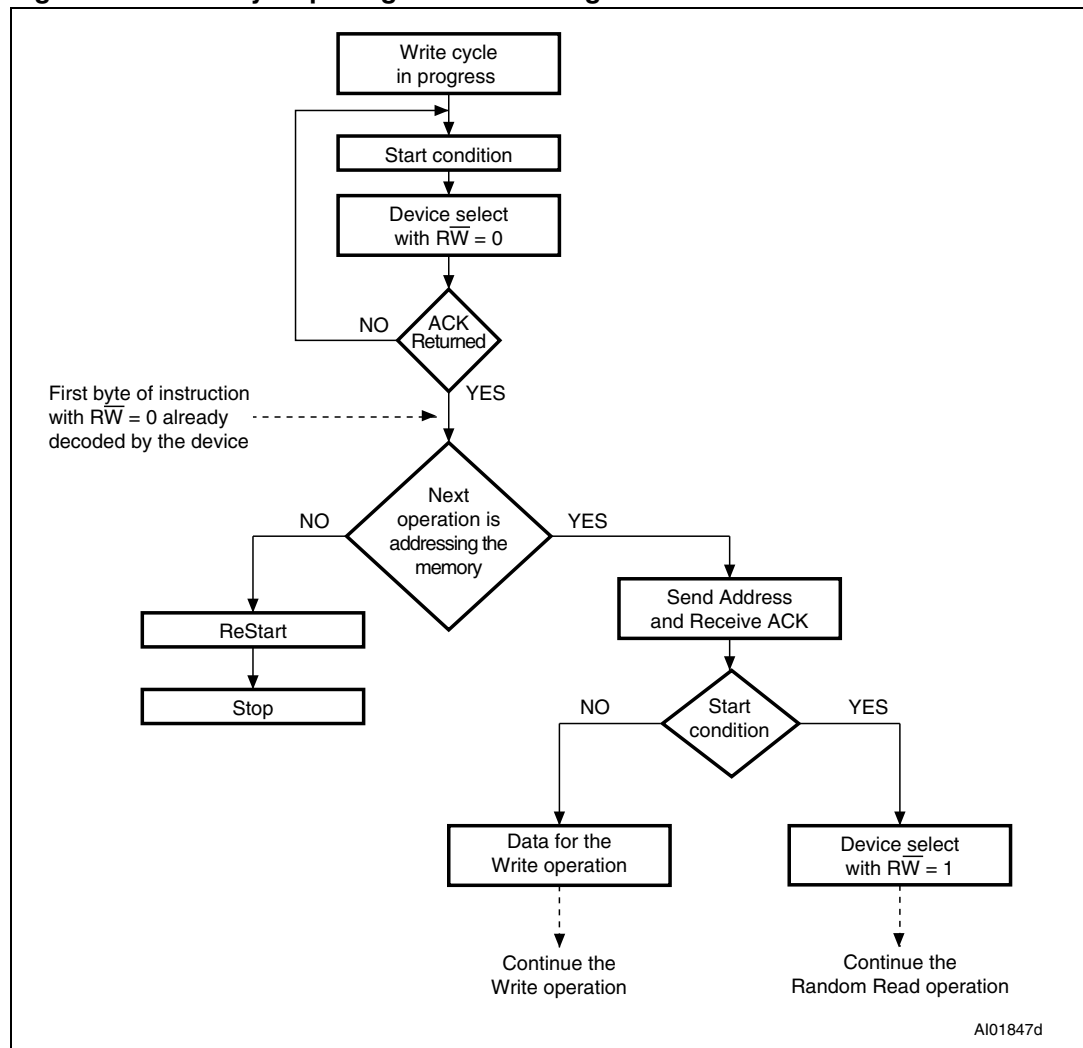 Write cycle
in progress
Start condition
Device select
with RW̅ = 0
ACK
Returned
NO
YES
First byte of instruction
with RW̅ = 0 already
decoded by the device
Next
operation is
addressing the
memory
NO
YES
Send Address
and Receive ACK
ReStart
Stop
Start
condition
NO
YES
Data for the
Write operation
Device select
with RW̅ = 1
Continue the
Write operation
Continue the
Random Read operation
AI01847d